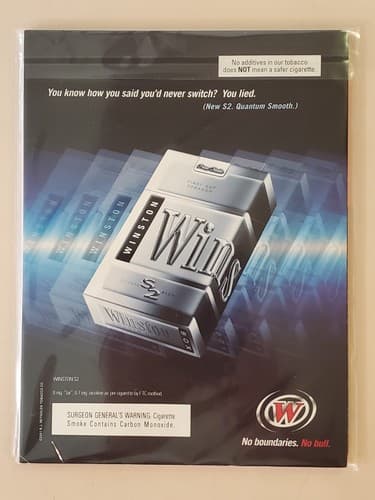 No additives in our tobacco
does NOT mean a safer cigarette.
You know how you said you'd never switch? You lied.
(New S2. Quantum Smooth.)
WINSTON
Wins
S2
Winston
BOX
WINSTON S2
SURGEON GENERAL'S WARNING: Cigarette
Smoke Contains Carbon Monoxide.
W
No boundaries. No bull.